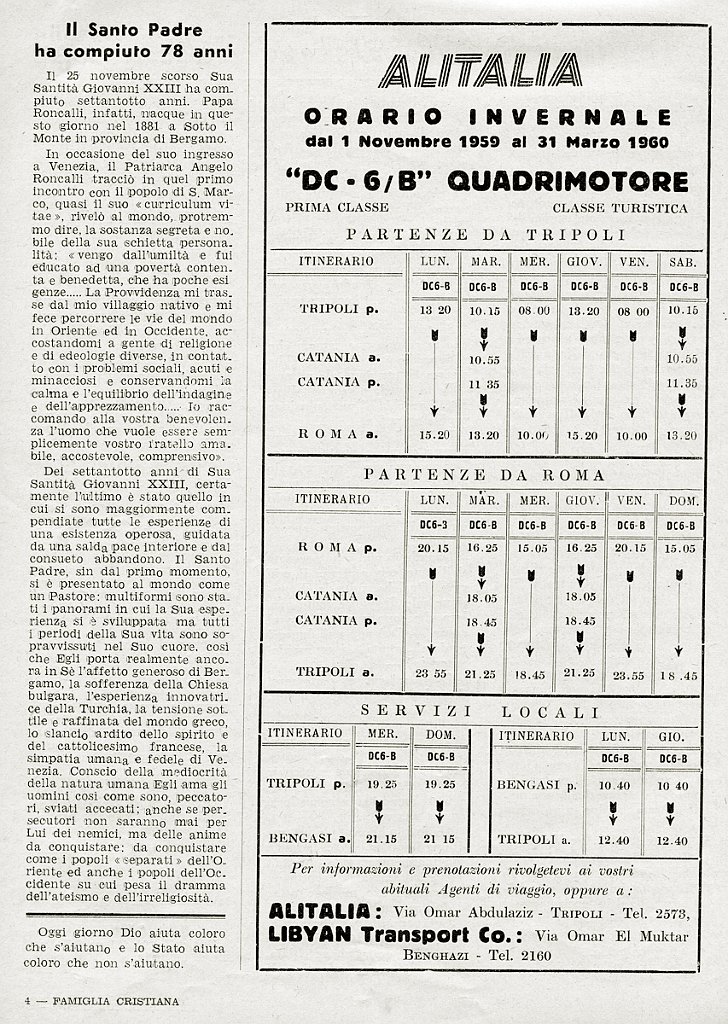 Il Santo Padre
ha compiuto 78 anni
Il 25 novembre scorso Sua
Santità Giovanni XXIII ha com-
piuto settantotto anni. Papa
Roncalli, infatti, nacque in que-
sto giorno nel 1881 a Sotto il
Monte in provincia di Bergamo.
In occasione del suo ingresso
a Venezia, il Patriarca Angelo
Roncalli tracciò in quel primo
incontro con il popolo di S. Mar-
co, quasi il suo «curriculum vi-
tae», rivelò al mondo, protrem-
mo dire, la sostanza segreta e no-
bile della sua schietta persona-
lità: «vengo dall'umiltà e fui
educato ad una povertà conten-
ta e benedetta, che ha poche esi
genze..... La Provvidenza mi tras-
se dal mio villaggio nativo e mi
fece percorrere le vie del mondo
in Oriente ed in Occidente, ac-
costandomi a gente di religione
e di edeologie diverse, in contat-
to con i problemi sociali, acuti e
minacciosi e conservandomi la
calma e l'equilibrio dell'indagine
e dell'apprezzamento..... Io rac-
comando alla vostra benevolen-
za l'uomo che vuole essere sem-
plicemente vostro fratello ama-
bile, accostevole, comprensivo».
Dei settantotto anni di Sua
Santità Giovanni XXIII, certa-
mente l'ultimo è stato quello in
cui si sono maggiormente com-
pendiate tutte le esperienze di
una esistenza operosa, guidata
da una salda pace interiore e dal
consueto abbandono. Il Santo
Padre, sin dal primo momento,
si è presentato al mondo come
un Pastore: multiformi sono sta-
ti i panorami in cui la Sua espe-
rienza si è sviluppata ma tutti
i periodi della Sua vita sono so-
pravvissuti nel Suo cuore, così
che Egli porta realmente anco-
ra in Sè l'affetto generoso di Ber-
gamo, la sofferenza della Chiesa
bulgara, l'esperienza innovatri-
ce della Turchia, la tensione sot-
tile e raffinata del mondo greco,
lo slancio ardito dello spirito e
del cattolicesimo francese, la
simpatia umana e fedele di Ve-
nezia. Conscio della mediocrità
della natura umana Egli ama gli
uomini così come sono, peccato-
ri, sviati accecati; anche se per-
secutori non saranno mai per
Lui dei nemici, ma delle anime
da conquistare: da conquistare
come i popoli «separati» dell'O-
riente ed anche i popoli dell'Oc-
cidente su cui pesa il dramma
dell'ateismo e dell'irreligiosità.
Oggi giorno Dio aiuta coloro
che s'aiutano e lo Stato aiuta
coloro che non s'aiutano.
4 — FAMIGLIA CRISTIANA
ALITALIA
ORARIO INVERNALE
dal 1 Novembre 1959 al 31 Marzo 1960
"DC - 6/B" QUADRIMOTORE
PRIMA CLASSE CLASSE TURISTICA
PARTENZE DA TRIPOLI
ITINERARIO LUN. MAR. MER. GIOV. VEN. SAB.
DC6-B DC6-B DC6-B DC6-B DC6-B DC6-B
TRIPOLI p. 13 20 10.15 08.00 13.20 08 00 10.15
CATANIA a. 10.55 10.55
CATANIA p. 11 35 11.35
ROMA a. 15.20 13.20 10.00 15.20 10.00 13.20
PARTENZE DA ROMA
ITINERARIO LUN. MAR. MER. GIOV. VEN. DOM.
DC6-3 DC6-B DC6-B DC6-B DC6-B DC6-B
ROMA p. 20.15 16.25 15.05 16.25 20.15 15.05
CATANIA a. 18.05 18.05
CATANIA p. 18.45 18.45
TRIPOLI a. 23 55 21.25 18.45 21.25 23.55 18.45
SERVIZI LOCALI
ITINERARIO MER. DOM. ITINERARIO LUN. GIO.
DC6-B DC6-B DC6-B DC6-B
TRIPOLI p. 19.25 19.25 BENGASI p. 10.40 10 40
BENGASI a. 21.15 21 15 TRIPOLI a. 12.40 12.40
Per informazioni e prenotazioni rivolgetevi ai vostri
abituali Agenti di viaggio, oppure a :
ALITALIA: Via Omar Abdulaziz - TRIPOLI - Tel. 2573,
LIBYAN Transport Co.: Via Omar El Muktar
BENGHAZI - Tel. 2160